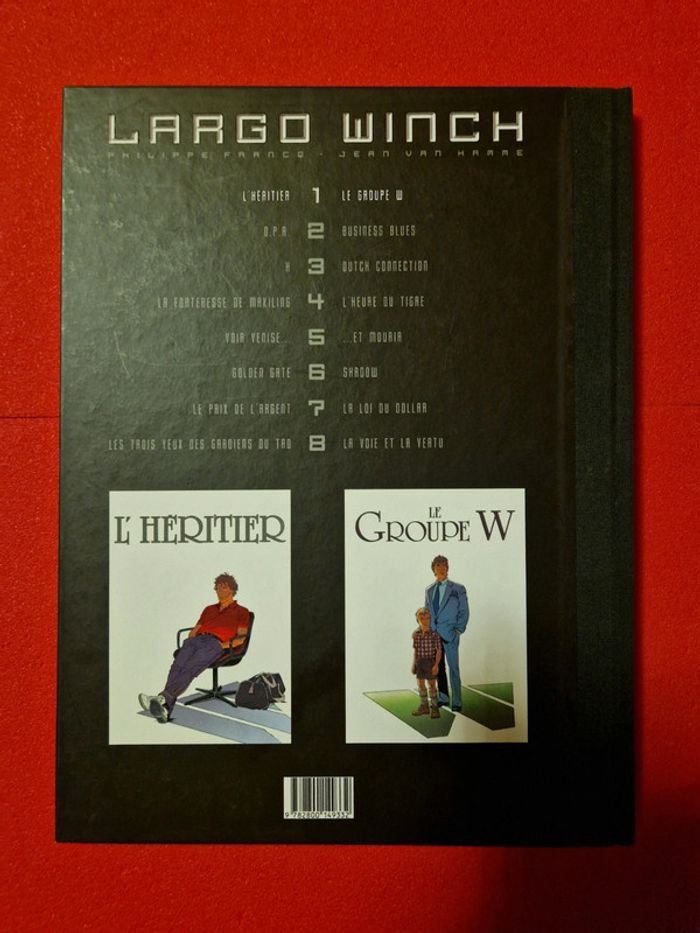 LARGO WINCH
PHILIPPE FRANCQ - JEAN VAN HAMME
L'HÉRITIER 1 LE GROUPE W
O.P.A. 2 BUSINESS BLUES
H 3 DUTCH CONNECTION
LA FORTERESSE DE MAKILING 4 L'HEURE DU TIGRE
VOIR VENISE... 5 ...ET MOURIR
GOLDEN GATE 6 SHADOW
LE PRIX DE L'ARGENT 7 LA LOI DU DOLLAR
LES TROIS YEUX DES GARDIENS DU TAO 8 LA VOIE ET LA VERTU
L'HÉRITIER
LE
GROUPE W
9 782800 149332